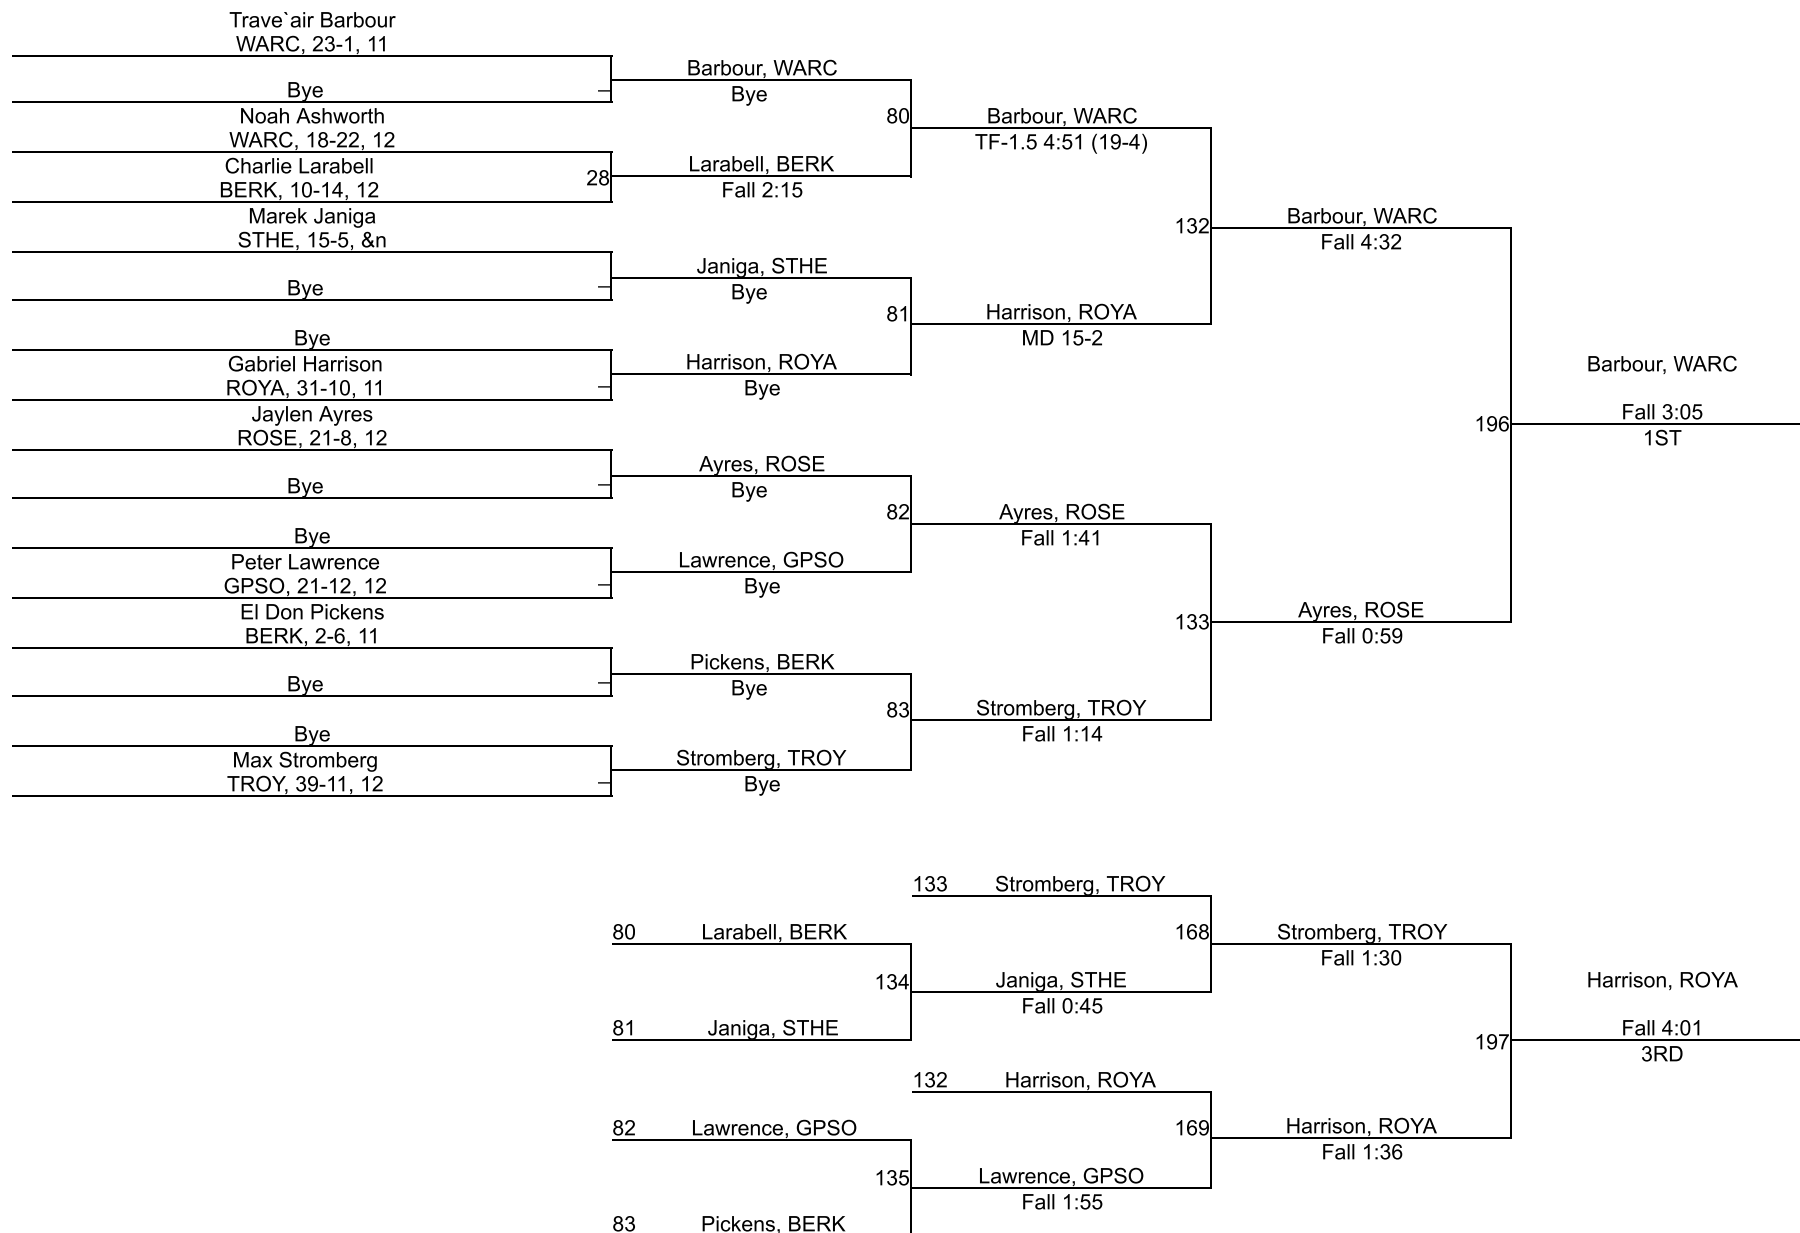 Trave`air Barbour
WARC, 23-1, 11
Bye
Noah Ashworth
WARC, 18-22, 12
Charlie Larabell
BERK, 10-14, 12
28
Marek Janiga
STHE, 15-5, &n
Bye
Bye
Gabriel Harrison
ROYA, 31-10, 11
Jaylen Ayres
ROSE, 21-8, 12
Bye
Bye
Peter Lawrence
GPSO, 21-12, 12
El Don Pickens
BERK, 2-6, 11
Bye
Bye
Max Stromberg
TROY, 39-11, 12
Barbour, WARC
Bye
80
Larabell, BERK
Fall 2:15
Janiga, STHE
Bye
81
Harrison, ROYA
Bye
Ayres, ROSE
Bye
82
Lawrence, GPSO
Bye
Pickens, BERK
Bye
83
Stromberg, TROY
Bye
Barbour, WARC
TF-1.5 4:51 (19-4)
132
Harrison, ROYA
MD 15-2
Ayres, ROSE
Fall 1:41
133
Stromberg, TROY
Fall 1:14
Barbour, WARC
Fall 4:32
196
Ayres, ROSE
Fall 0:59
Barbour, WARC
Fall 3:05
1ST
133 Stromberg, TROY
80 Larabell, BERK
168
134
Janiga, STHE
Fall 0:45
81 Janiga, STHE
Stromberg, TROY
Fall 1:30
132 Harrison, ROYA
82 Lawrence, GPSO
169
135
Lawrence, GPSO
Fall 1:55
83 Pickens, BERK
Harrison, ROYA
Fall 1:36
197
Harrison, ROYA
Fall 4:01
3RD